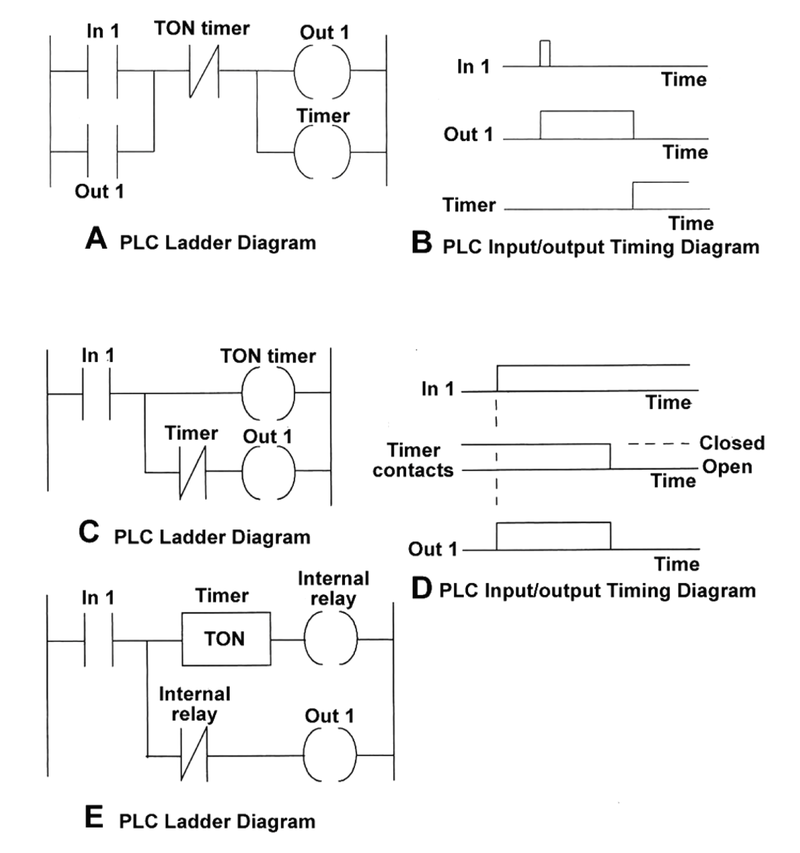 In 1
TON timer
Out 1
Timer
Out 1
A PLC Ladder Diagram
In 1
Time
Out 1
Time
Timer
Time
B PLC Input/output Timing Diagram
In 1
TON timer
Timer
Out 1
C PLC Ladder Diagram
In 1
Time
Timer
contacts
Closed
Open
Time
Out 1
Time
D PLC Input/output Timing Diagram
In 1
Timer
TON
Internal
relay
Internal
relay
Out 1
E PLC Ladder Diagram